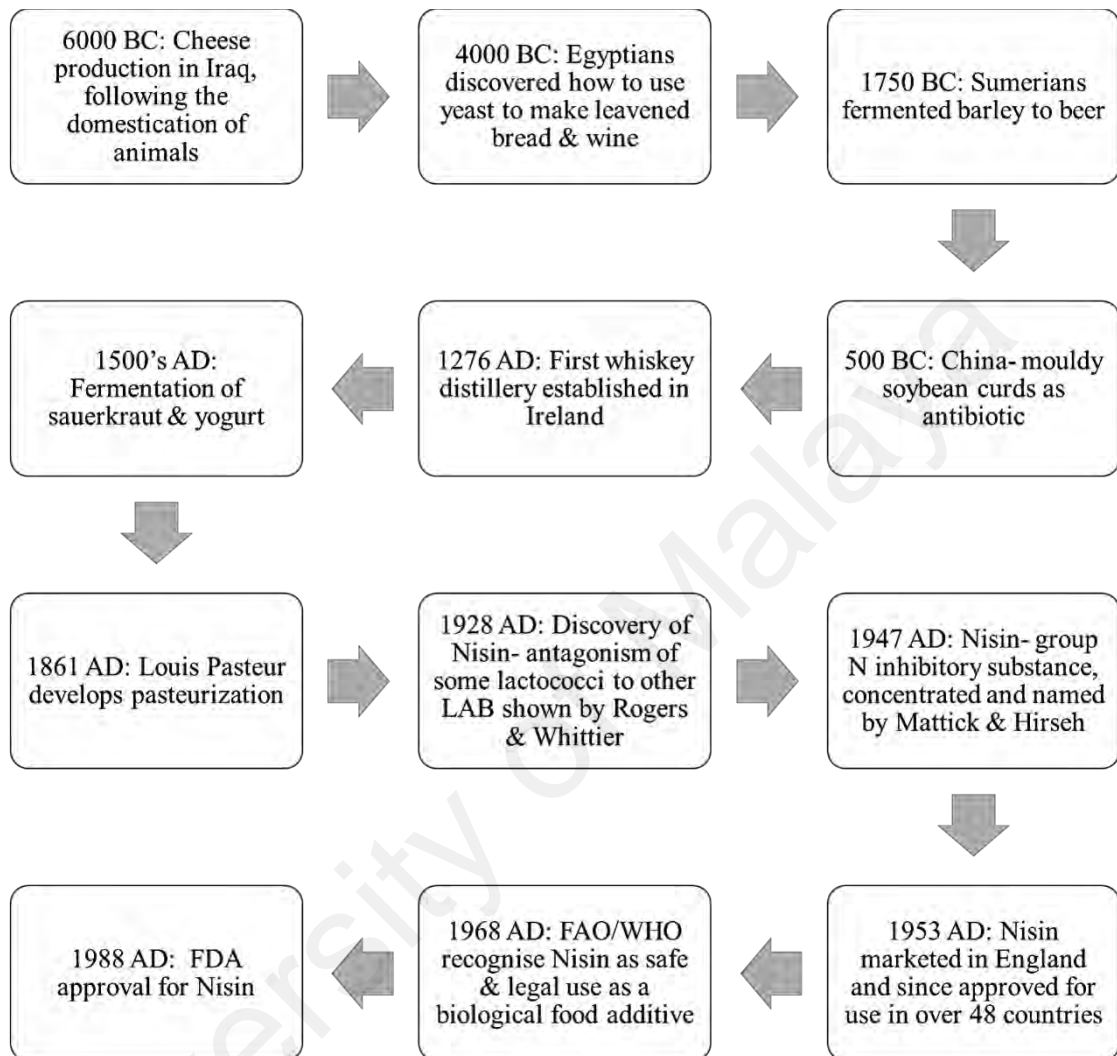 6000 BC: Cheese
production in Iraq,
following the
domestication of
animals
4000 BC: Egyptians
discovered how to use
yeast to make leavened
bread & wine
1750 BC: Sumerians
fermented barley to beer
500 BC: China- mouldy
soybean curds as
antibiotic
1276 AD: First whiskey
distillery established in
Ireland
1500’s AD:
Fermentation of
sauerkraut & yogurt
1861 AD: Louis Pasteur
develops pasteurization
1928 AD: Discovery of
Nisin- antagonism of
some lactococci to other
LAB shown by Rogers
& Whittier
1947 AD: Nisin- group
N inhibitory substance,
concentrated and named
by Mattick & Hirseh
1953 AD: Nisin
marketed in England
and since approved for
use in over 48 countries
1968 AD: FAO/WHO
recognise Nisin as safe
& legal use as a
biological food additive
1988 AD: FDA
approval for Nisin
ersity of Malaya